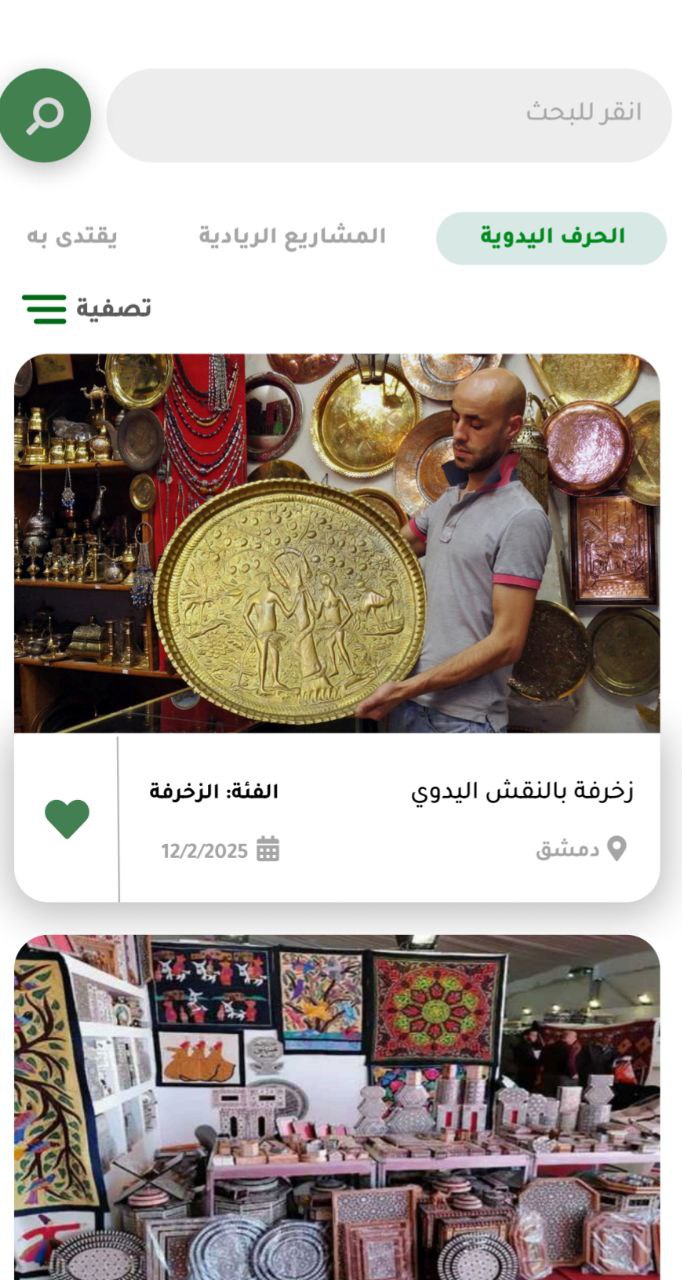 انقر للبحث
الحرف اليدوية المشاريع الريادية يقتدى به
تصفية
زخرفة بالنقش اليدوي
الفئة: الزخرفة
دمشق
12/2/2025